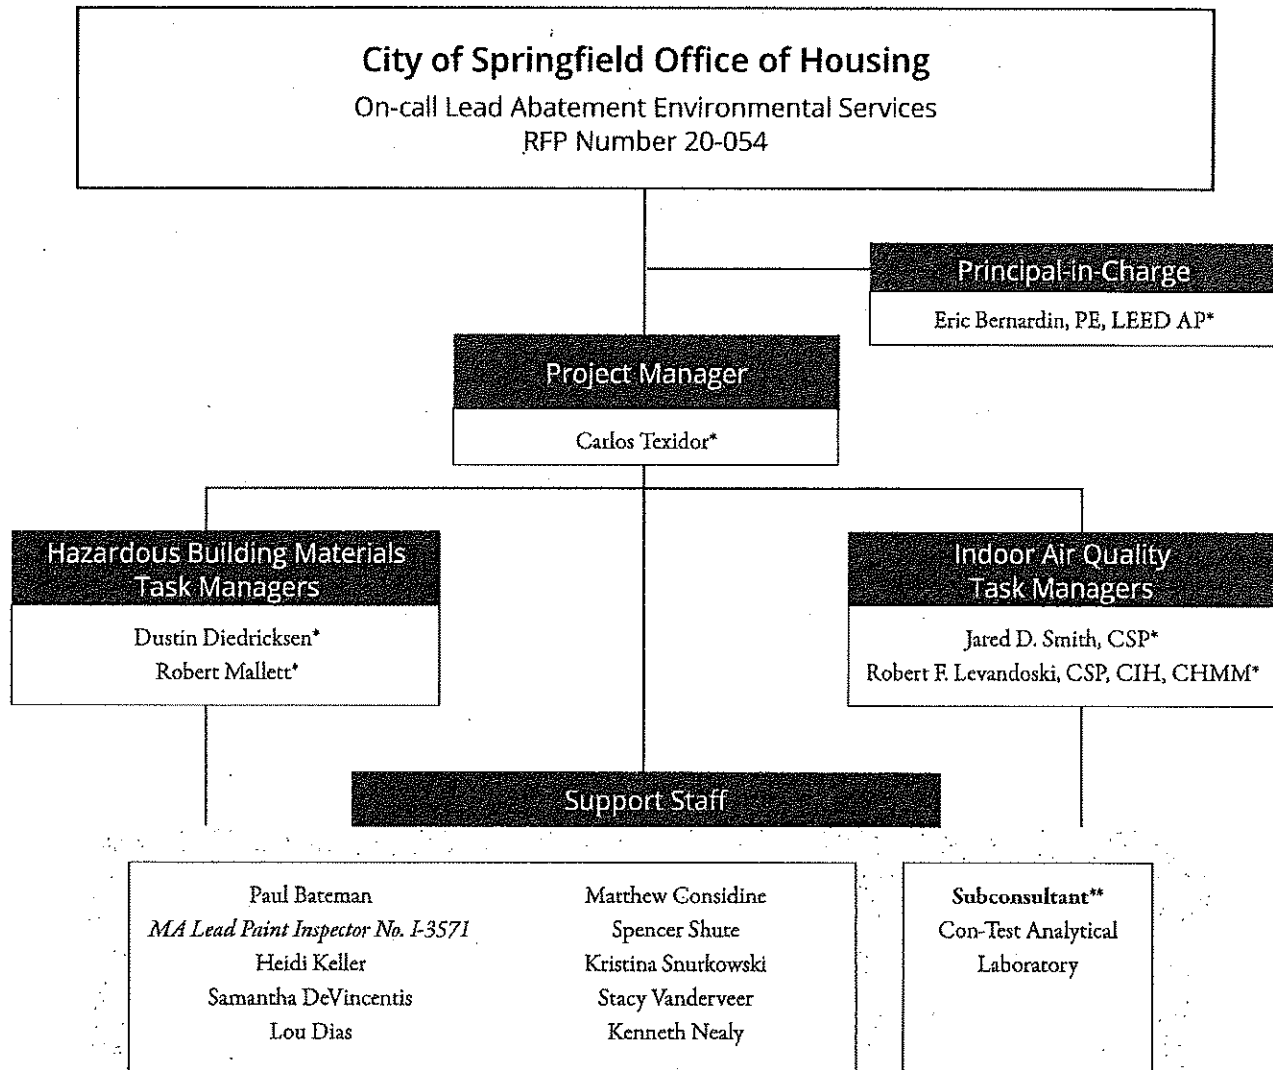 City of Springfield Office of Housing
On-call Lead Abatement Environmental Services
RFP Number 20-054
Principal-in-Charge
Eric Bernardin, PE, LEED AP*
Project Manager
Carlos Texidor*
Hazardous Building Materials
Task Managers
Dustin Diedricksen*
Robert Mallett*
Indoor Air Quality
Task Managers
Jared D. Smith, CSP*
Robert F. Levandoski, CSP, CIH, CHMM*
Support Staff
Paul Bateman
MA Lead Paint Inspector No. I-3571
Heidi Keller
Samantha DeVincentis
Lou Dias
Matthew Considine
Spencer Shute
Kristina Snurkowski
Stacy Vanderveer
Kenneth Nealy
Subconsultant**
Con-Test Analytical
Laboratory